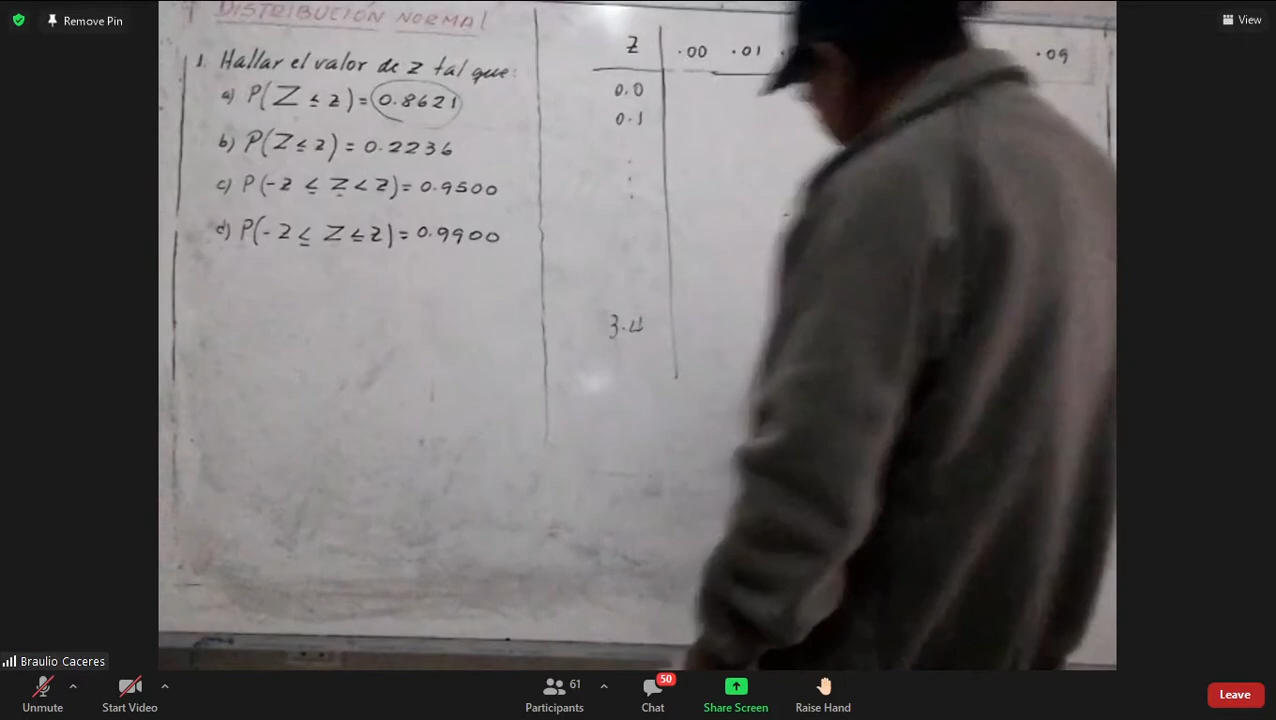 Remove Pin
View
DISTRIBUCIÓN NORMAL
1. Hallar el valor de z tal que:
a) P(Z ≤ z) = 0.8621
b) P(Z ≤ z) = 0.2236
c) P(-z ≤ Z < z) = 0.9500
d) P(-z ≤ Z ≤ z) = 0.9900
Z .00 .01 .09
0.0
0.1
3.4
Braulio Caceres
Unmute
Start Video
61
Participants
50
Chat
Share Screen
Raise Hand
Leave